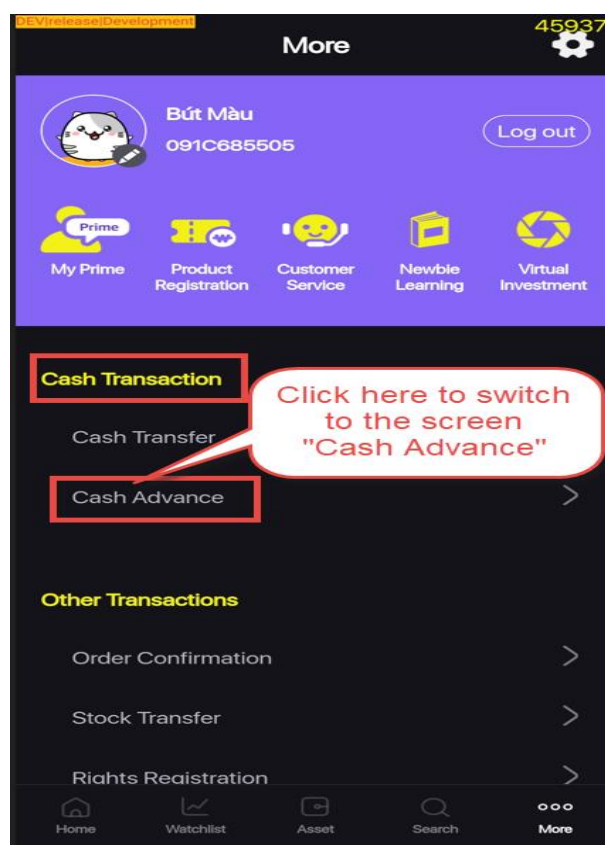 DEV|release|Development
45937
More
Bút Màu
091C685505
Log out
Prime
My Prime
Product
Registration
Customer
Service
Newbie
Learning
Virtual
Investment
Cash Transaction
Click here to switch
to the screen
"Cash Advance"
Cash Transfer
Cash Advance
Other Transactions
Order Confirmation
Stock Transfer
Rights Registration
Home
Watchlist
Asset
Search
More